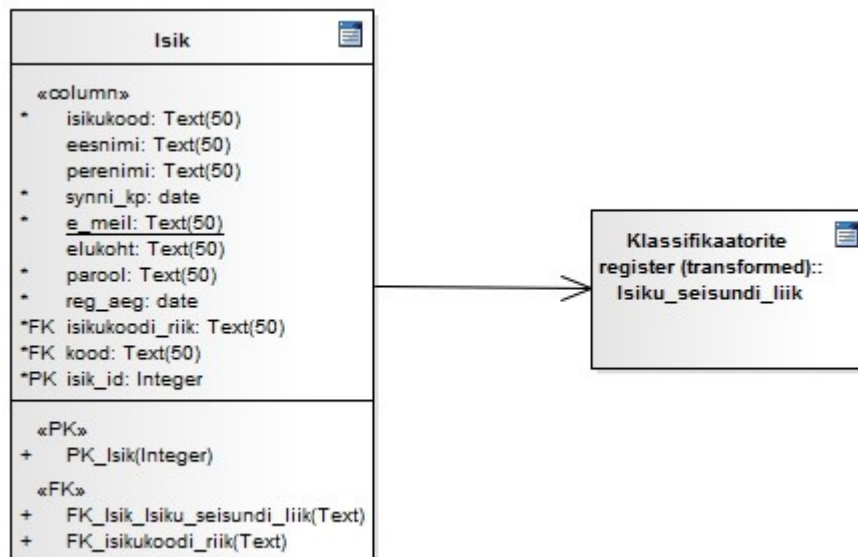 Isik
«column»
* isikukood: Text(50)
eesnimi: Text(50)
perenimi: Text(50)
* synni_kp: date
* e_meil: Text(50)
elukoht: Text(50)
* parool: Text(50)
* reg_aeg: date
*FK isikukoodi_riik: Text(50)
*FK kood: Text(50)
*PK isik_id: Integer
«PK»
+ PK_Isik(Integer)
«FK»
+ FK_Isik_Isiku_seisundi_liik(Text)
+ FK_isikukoodi_riik(Text)
Klassifikaatorite
register (transformed)::
Isiku_seisundi_liik